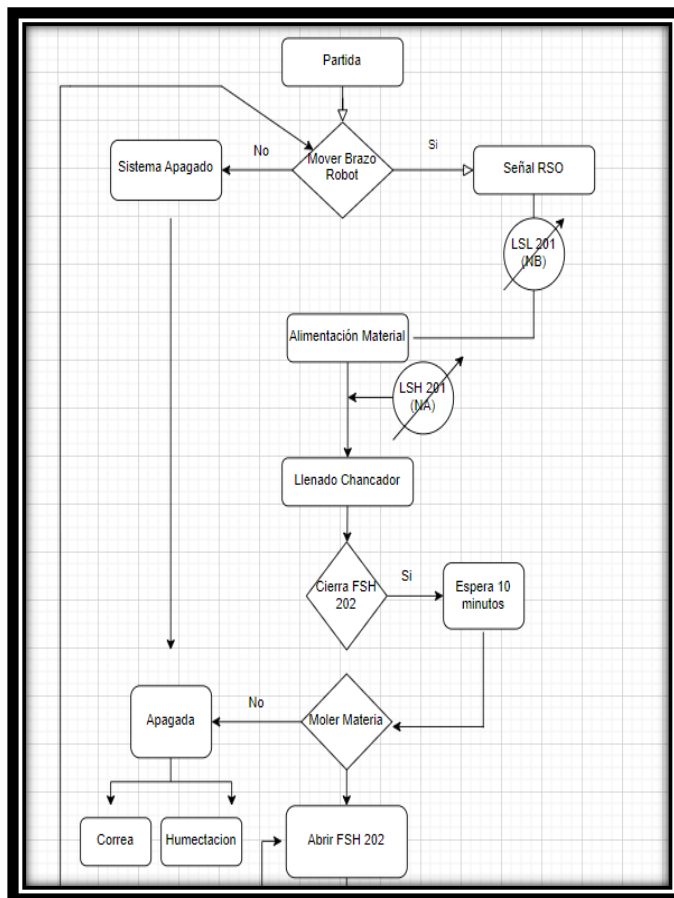 Partida
Mover Brazo
Robot
No
Si
Sistema Apagado
Señal RSO
LSL 201
(NB)
Alimentación Material
LSH 201
(NA)
Llenado Chancador
Cierra FSH
202
Si
Espera 10
minutos
Moler Materia
No
Apagada
Correa
Humectacion
Abrir FSH 202